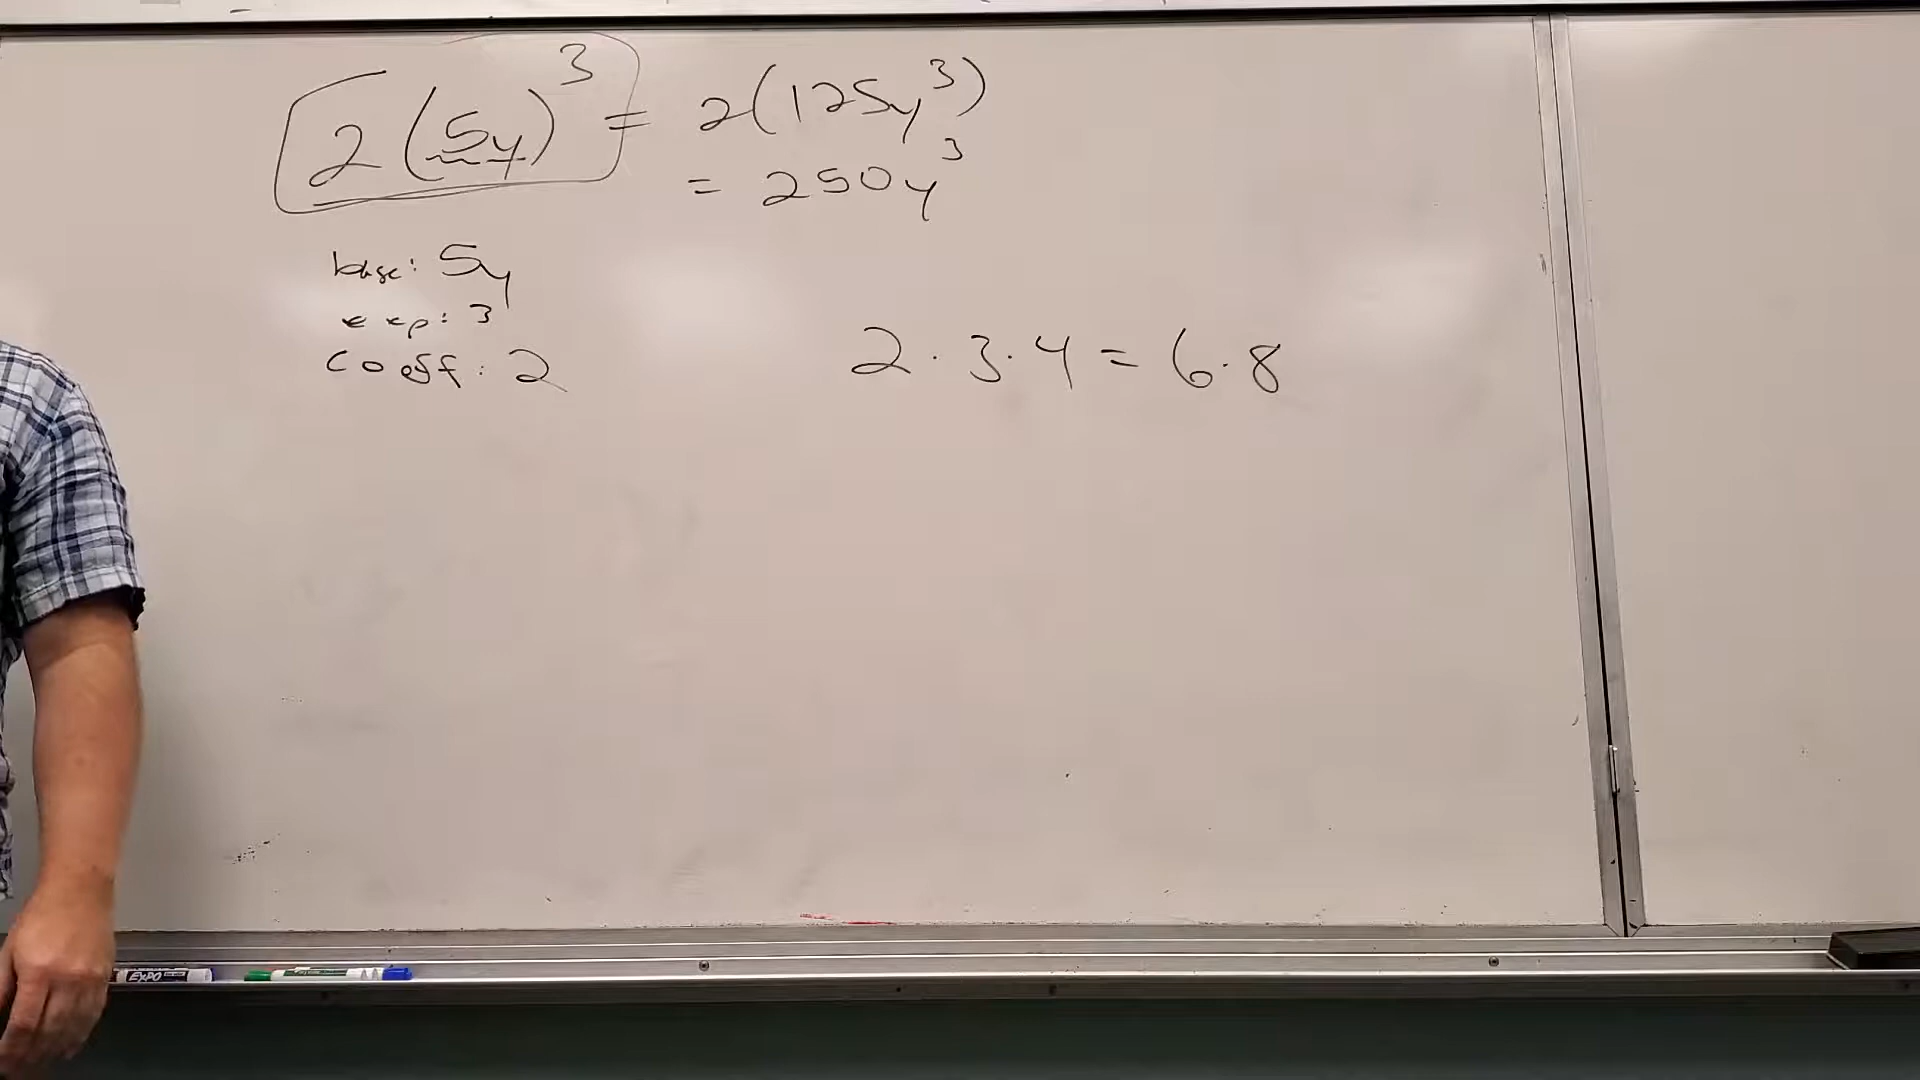 2(5y)³ = 2(125y³)
= 250y³
base: 5y
exp: 3
coeff: 2
2·3·4 = 6·8
EXPO